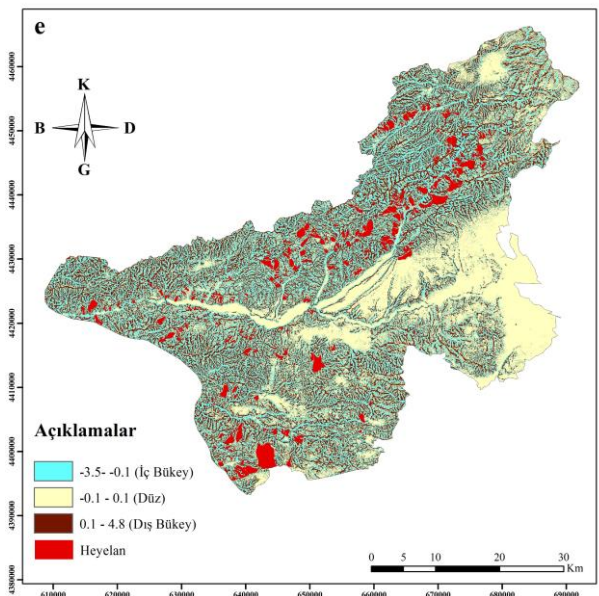 e
K
B D
G
4460000
4450000
4440000
4430000
4420000
4410000
4400000
4390000
4380000
Açıklamalar
-3.5- -0.1 (İç Bükey)
-0.1 - 0.1 (Düz)
0.1 - 4.8 (Dış Bükey)
Heyelan
0 5 10 20 30
Km
610000 620000 630000 640000 650000 660000 670000 680000 690000